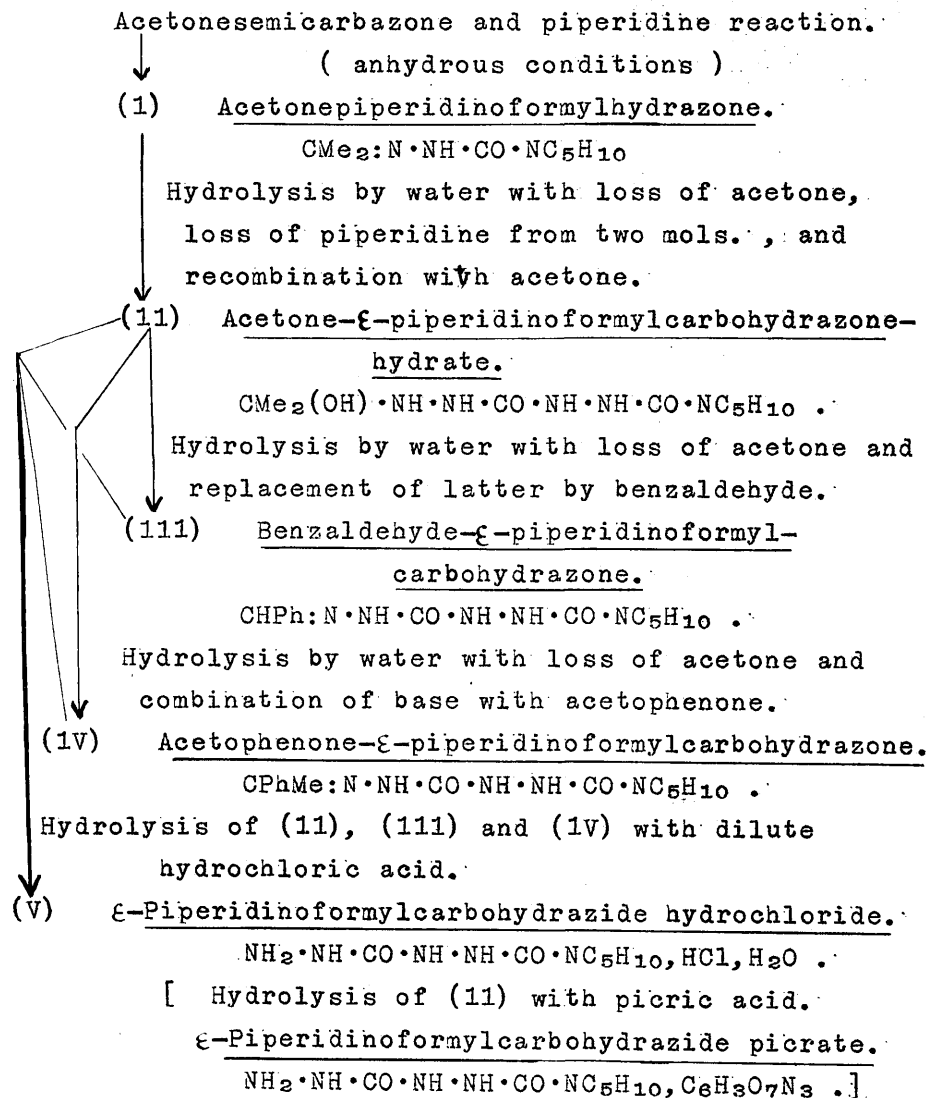 Acetonesemicarbazone and piperidine reaction.
( anhydrous conditions )
(1) Acetonepiperidinoformylhydrazone.
CMe₂:N·NH·CO·NC₅H₁₀
Hydrolysis by water with loss of acetone,
loss of piperidine from two mols. , and
recombination with acetone.
(11) Acetone-ε-piperidinoformylcarbohydrazone-
hydrate.
CMe₂(OH)·NH·NH·CO·NH·NH·CO·NC₅H₁₀ .
Hydrolysis by water with loss of acetone and
replacement of latter by benzaldehyde.
(111) Benzaldehyde-ε-piperidinoformyl-
carbohydrazone.
CHPh:N·NH·CO·NH·NH·CO·NC₅H₁₀ .
Hydrolysis by water with loss of acetone and
combination of base with acetophenone.
(1V) Acetophenone-ε-piperidinoformylcarbohydrazone.
CPhMe:N·NH·CO·NH·NH·CO·NC₅H₁₀ .
Hydrolysis of (11), (111) and (1V) with dilute
hydrochloric acid.
(V) ε-Piperidinoformylcarbohydrazide hydrochloride.
NH₂·NH·CO·NH·NH·CO·NC₅H₁₀,HCl,H₂O .
[ Hydrolysis of (11) with picric acid.
ε-Piperidinoformylcarbohydrazide picrate.
NH₂·NH·CO·NH·NH·CO·NC₅H₁₀,C₆H₃O₇N₃ .]